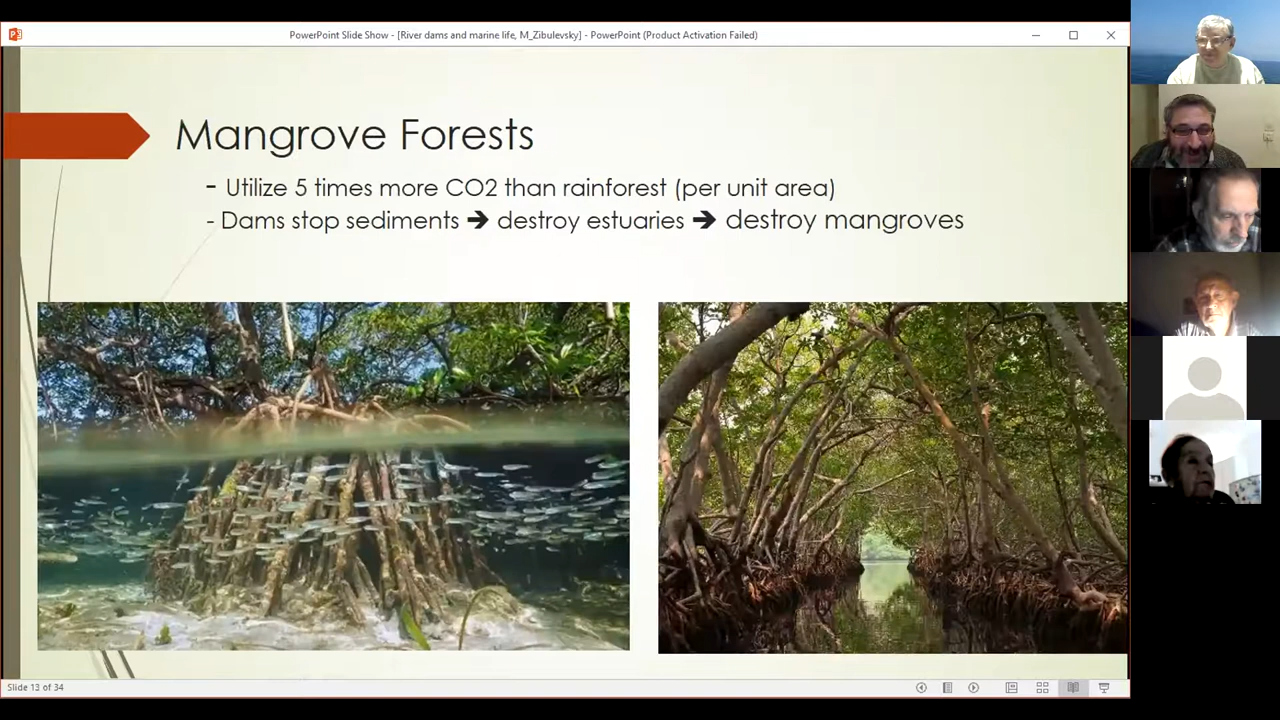 PowerPoint Slide Show - [River dams and marine life, M_Zibulevsky] - PowerPoint (Product Activation Failed)
Mangrove Forests
- Utilize 5 times more CO2 than rainforest (per unit area)
- Dams stop sediments ➔ destroy estuaries ➔ destroy mangroves
Slide 13 of 34